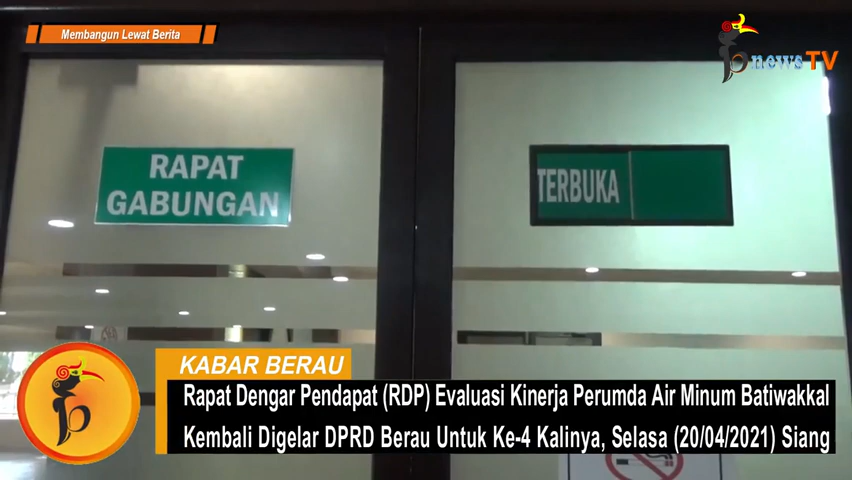 Membangun Lewat Berita
news TV
RAPAT
GABUNGAN
TERBUKA
KABAR BERAU
Rapat Dengar Pendapat (RDP) Evaluasi Kinerja Perumda Air Minum Batiwakkal
Kembali Digelar DPRD Berau Untuk Ke-4 Kalinya, Selasa (20/04/2021) Siang